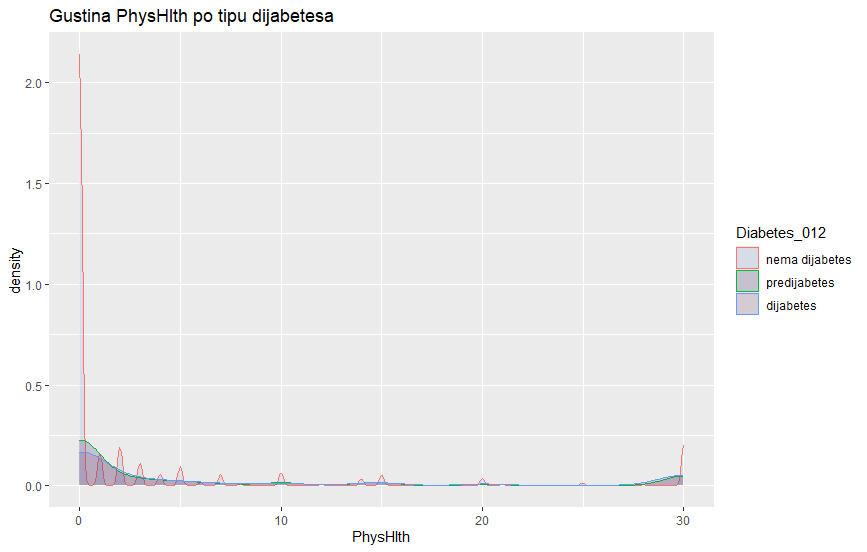 Gustina PhysHlth po tipu dijabetesa
density
2.0
1.5
1.0
0.5
0.0
0
10
20
30
PhysHlth
Diabetes_012
nema dijabetes
predijabetes
dijabetes